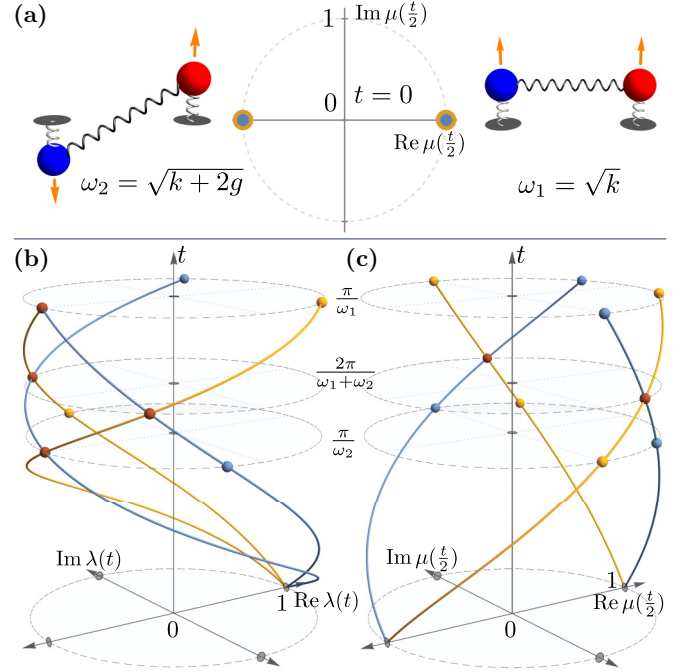 (a)
1
Im μ(t/2)
0
t = 0
Re μ(t/2)
ω₂ = √(k + 2g)
ω₁ = √k
(b)
t
(c)
t
π/ω₁
2π/(ω₁+ω₂)
π/ω₂
Im λ(t)
1
Re λ(t)
0
Im μ(t/2)
1
Re μ(t/2)
0